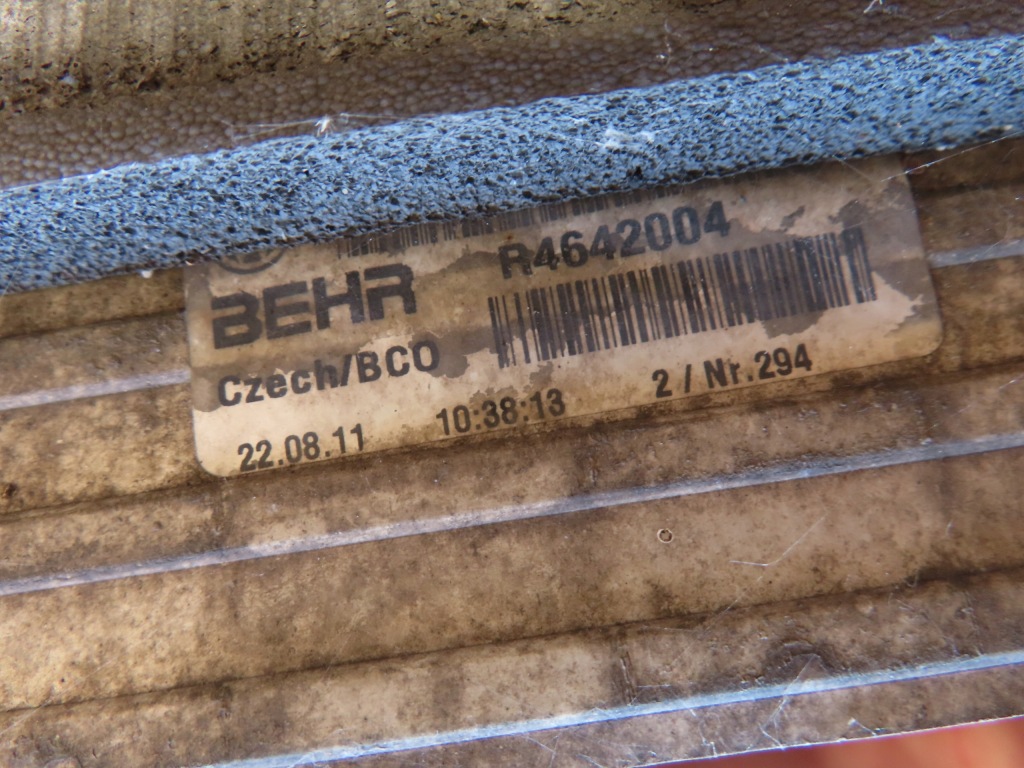 R4642004
BEHR
Czech/BCO
22.08.11 10:38:13 2 / Nr.294